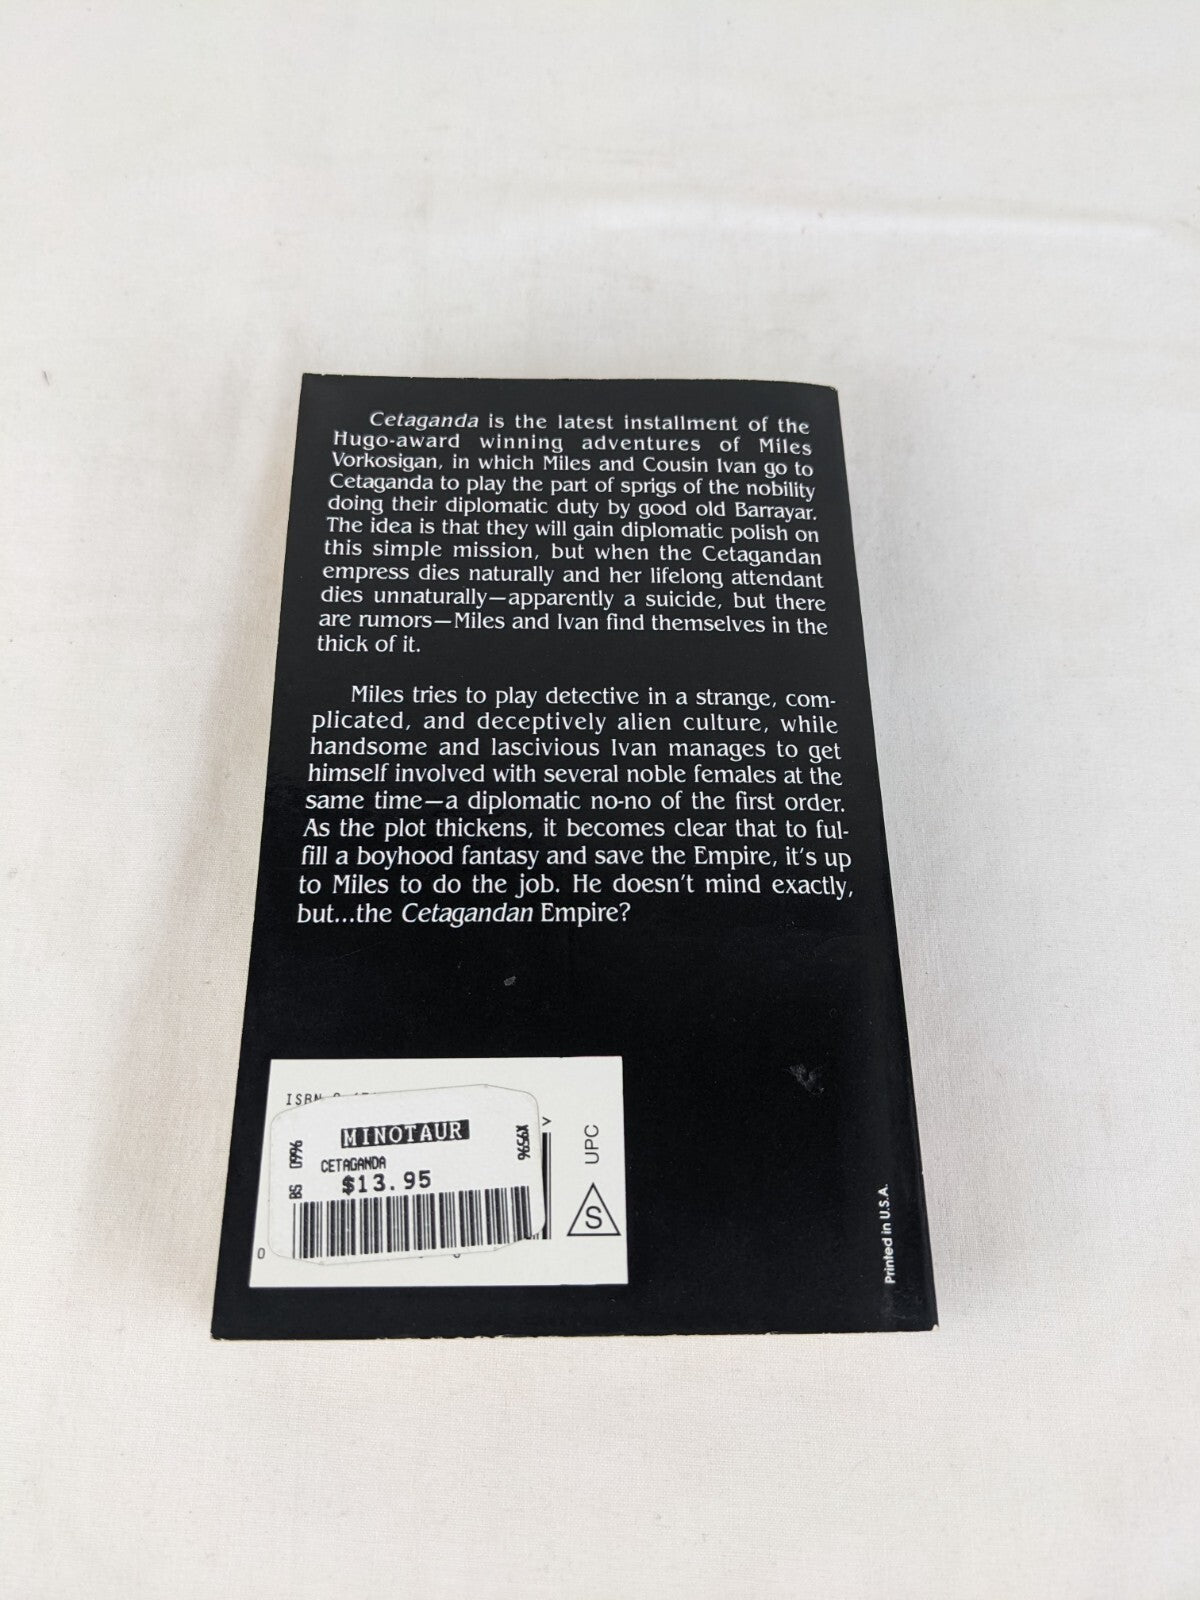 Cetaganda is the latest installment of the
Hugo-award winning adventures of Miles
Vorkosigan, in which Miles and Cousin Ivan go to
Cetaganda to play the part of sprigs of the nobility
doing their diplomatic duty by good old Barrayar.
The idea is that they will gain diplomatic polish on
this simple mission, but when the Cetagandan
empress dies naturally and her lifelong attendant
dies unnaturally—apparently a suicide, but there
are rumors—Miles and Ivan find themselves in the
thick of it.
Miles tries to play detective in a strange, com-
plicated, and deceptively alien culture, while
handsome and lascivious Ivan manages to get
himself involved with several noble females at the
same time—a diplomatic no-no of the first order.
As the plot thickens, it becomes clear that to ful-
fill a boyhood fantasy and save the Empire, it's up
to Miles to do the job. He doesn't mind exactly,
but...the Cetagandan Empire?
ISBN
MINOTAUR
CETAGANDA
$13.95
BS 0996
X9596
0
V
UPC
S
Printed in U.S.A.